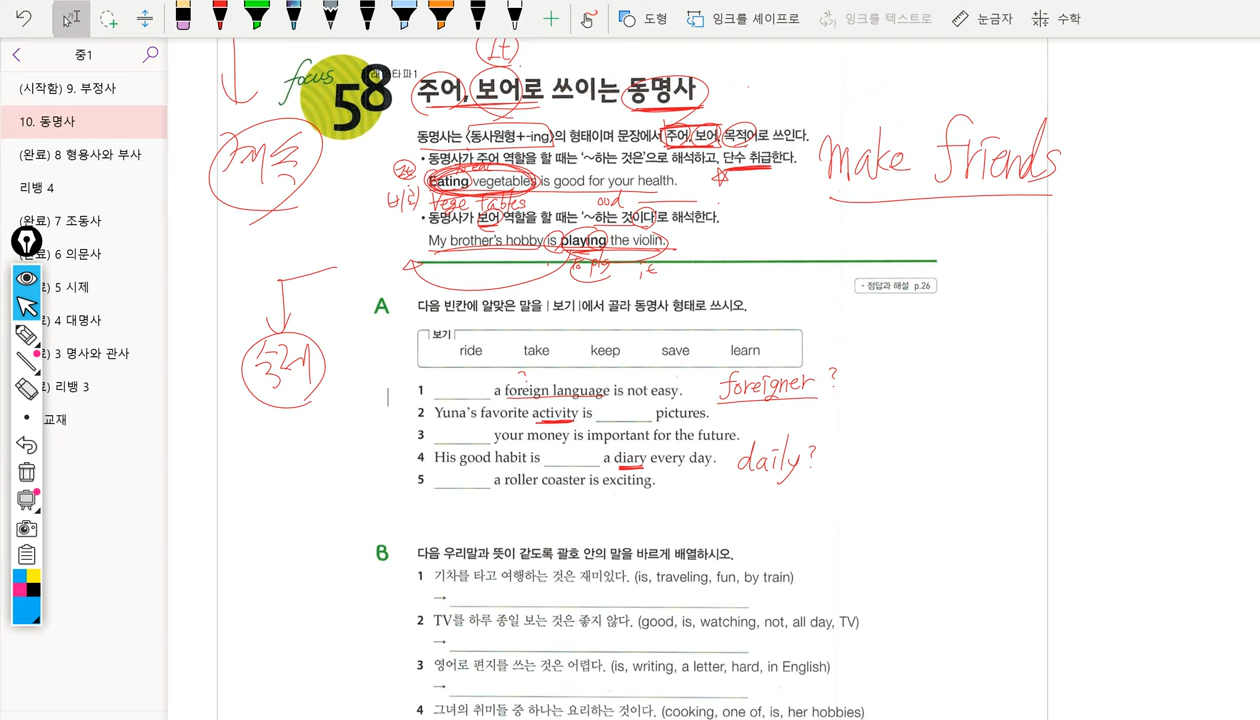 도형
잉크를 셰이프로
잉크를 텍스트로
눈금자
수학
중1
(시작함) 9. 부정사
10. 동명사
(완료) 8 형용사와 부사
리뱅 4
(완료) 7 조동사
료) 6 의문사
료) 5 시제
료) 4 대명사
료) 3 명사와 관사
료) 리뱅 3
교재
It
focus
58
주어, 보어로 쓰이는 동명사
동명사는 <동사원형+-ing>의 형태이며 문장에서 주어, 보어, 목적어로 쓰인다.
• 동명사가 주어 역할을 할 때는 '~하는 것은'으로 해석하고, 단수 취급한다.
Eating vegetables is good for your health.
vege tables
• 동명사가 보어 역할을 할 때는 '~하는 것이다'로 해석한다.
My brother's hobby is playing the violin.
it
make friends
• 정답과 해설 p.26
A 다음 빈칸에 알맞은 말을 |보기|에서 골라 동명사 형태로 쓰시오.
보기
ride take keep save learn
1 ______ a foreign language is not easy.
foreigner ?
2 Yuna's favorite activity is ______ pictures.
3 ______ your money is important for the future.
4 His good habit is ______ a diary every day.
daily?
5 ______ a roller coaster is exciting.
숙제
B 다음 우리말과 뜻이 같도록 괄호 안의 말을 바르게 배열하시오.
1 기차를 타고 여행하는 것은 재미있다. (is, traveling, fun, by train)
→
2 TV를 하루 종일 보는 것은 좋지 않다. (good, is, watching, not, all day, TV)
→
3 영어로 편지를 쓰는 것은 어렵다. (is, writing, a letter, hard, in English)
→
4 그녀의 취미들 중 하나는 요리하는 것이다. (cooking, one of, is, her hobbies)